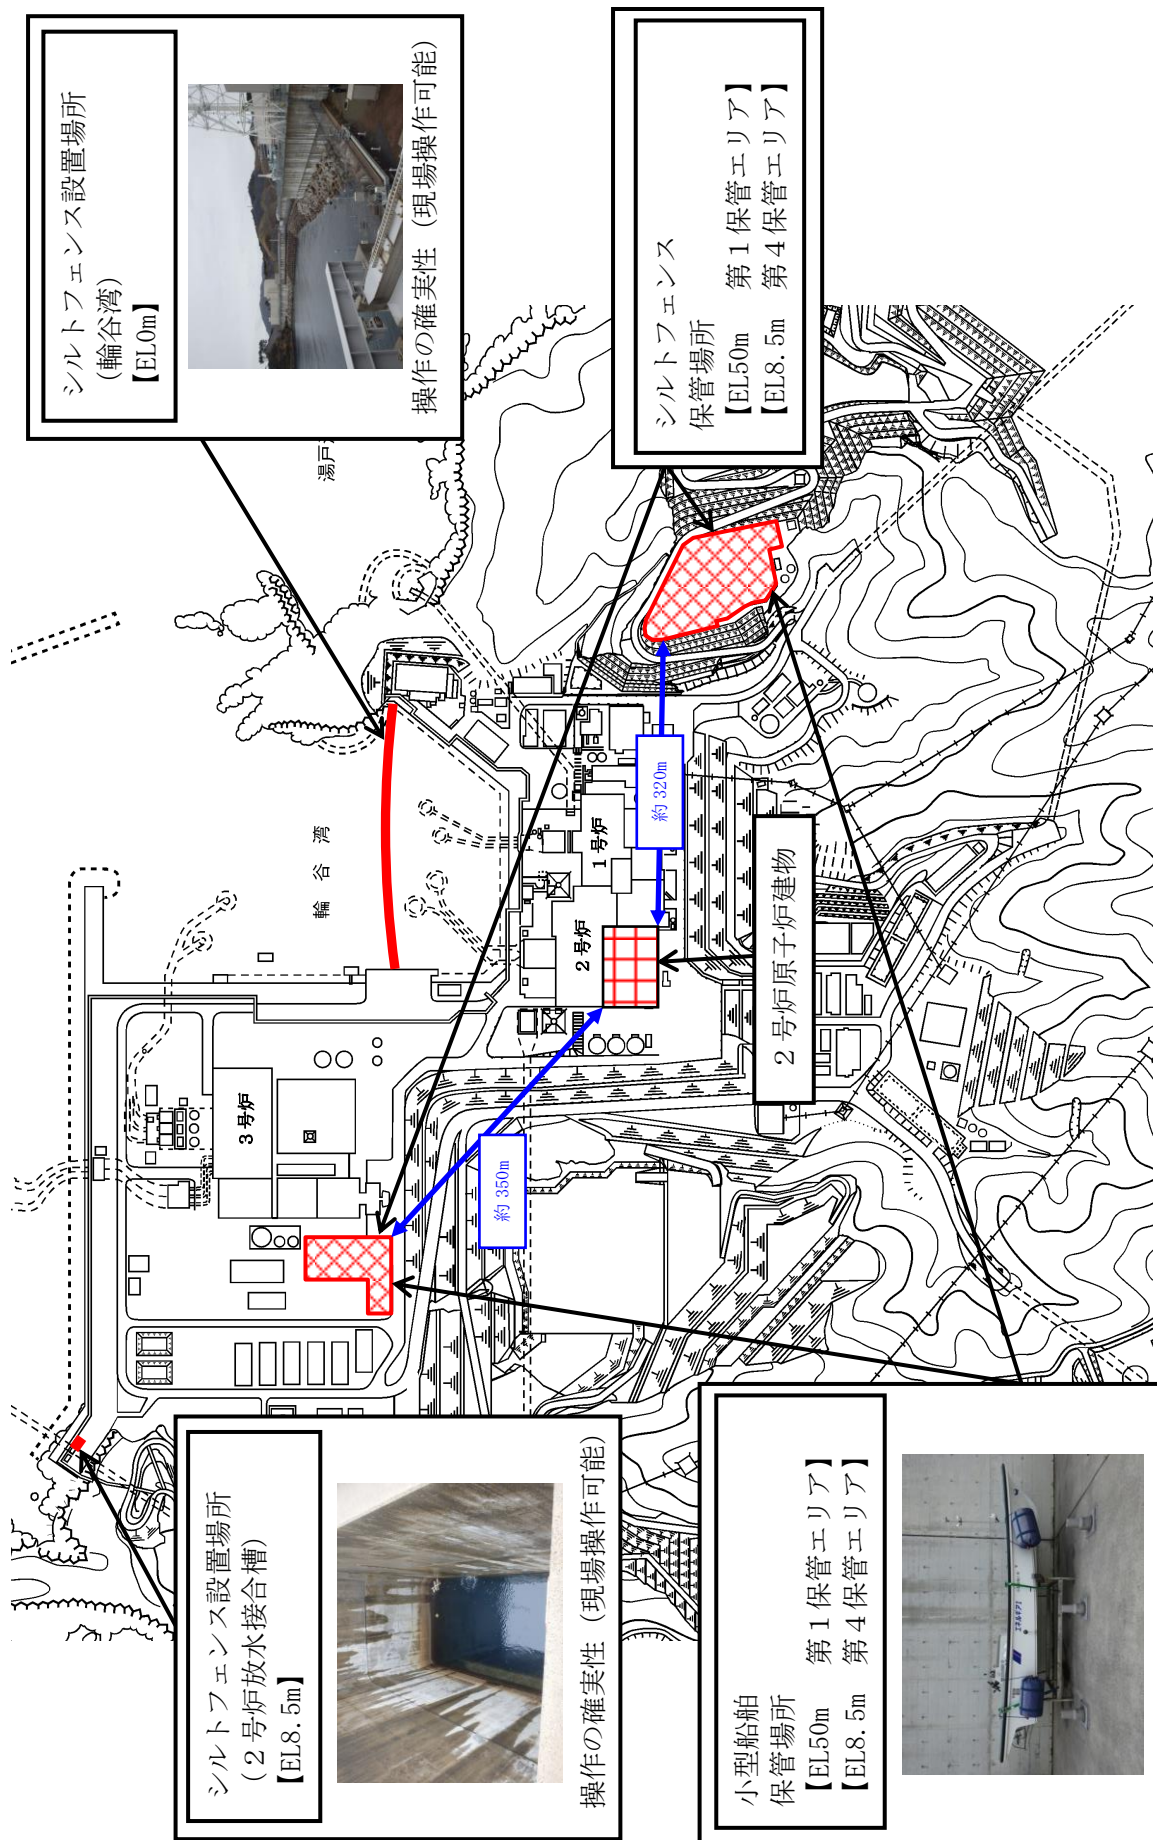 シルトフェンス設置場所
(２号炉放水接合槽)
【EL8.5m】
操作の確実性（現場操作可能）
シルトフェンス設置場所
(輪谷湾)
【EL0m】
操作の確実性（現場操作可能）
輪谷湾
3号炉
2号炉
1号炉
約350m
約320m
２号炉原子炉建物
シルトフェンス
保管場所
【EL50m　第１保管エリア】
【EL8.5m　第４保管エリア】
小型船舶
保管場所
【EL50m　第１保管エリア】
【EL8.5m　第４保管エリア】